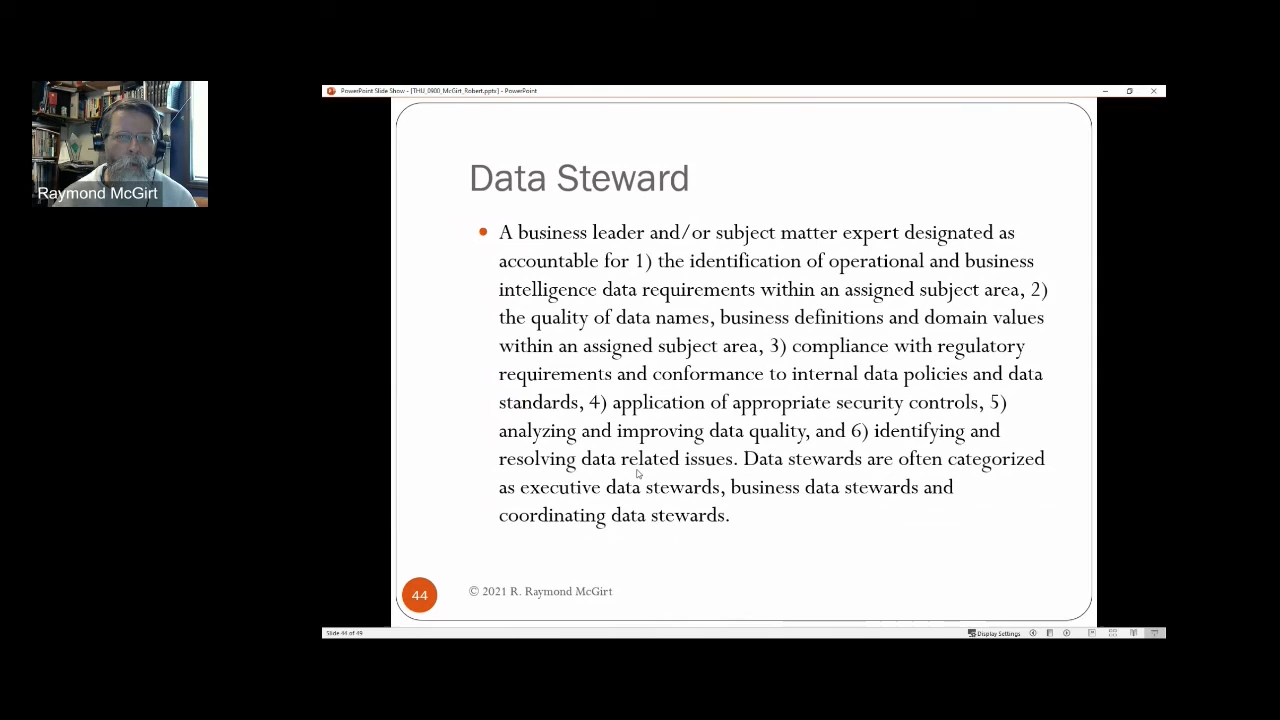 PowerPoint Slide Show - [THU_0900_McGirt_Robert.pptx] - PowerPoint
Raymond McGirt
Data Steward
A business leader and/or subject matter expert designated as
accountable for 1) the identification of operational and business
intelligence data requirements within an assigned subject area, 2)
the quality of data names, business definitions and domain values
within an assigned subject area, 3) compliance with regulatory
requirements and conformance to internal data policies and data
standards, 4) application of appropriate security controls, 5)
analyzing and improving data quality, and 6) identifying and
resolving data related issues. Data stewards are often categorized
as executive data stewards, business data stewards and
coordinating data stewards.
44
© 2021 R. Raymond McGirt
Slide 44 of 49
Display Settings